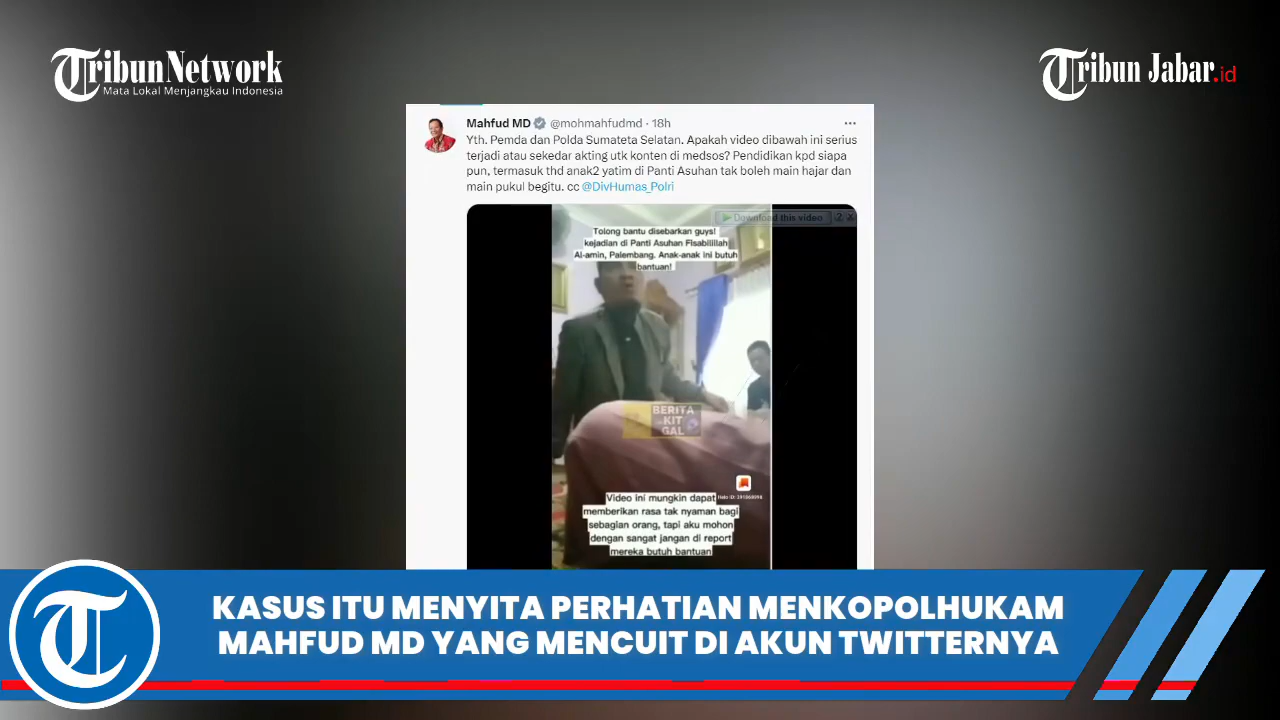 TribunNetwork
Mata Lokal Menjangkau Indonesia
Tribun Jabar.id
Mahfud MD @mohmahfudmd · 18h
Yth. Pemda dan Polda Sumateta Selatan. Apakah video dibawah ini serius
terjadi atau sekedar akting utk konten di medsos? Pendidikan kpd siapa
pun, termasuk thd anak2 yatim di Panti Asuhan tak boleh main hajar dan
main pukul begitu. cc @DivHumas_Polri
Download this video ? X
Tolong bantu disebarkan guys!
kejadian di Panti Asuhan Fisabilillah
Al-amin, Palembang. Anak-anak ini butuh
bantuan!
BERITA
KIT
GAL
Video ini mungkin dapat
memberikan rasa tak nyaman bagi
sebagian orang, tapi aku mohon
dengan sangat jangan di report
mereka butuh bantuan
KASUS ITU MENYITA PERHATIAN MENKOPOLHUKAM
MAHFUD MD YANG MENCUIT DI AKUN TWITTERNYA